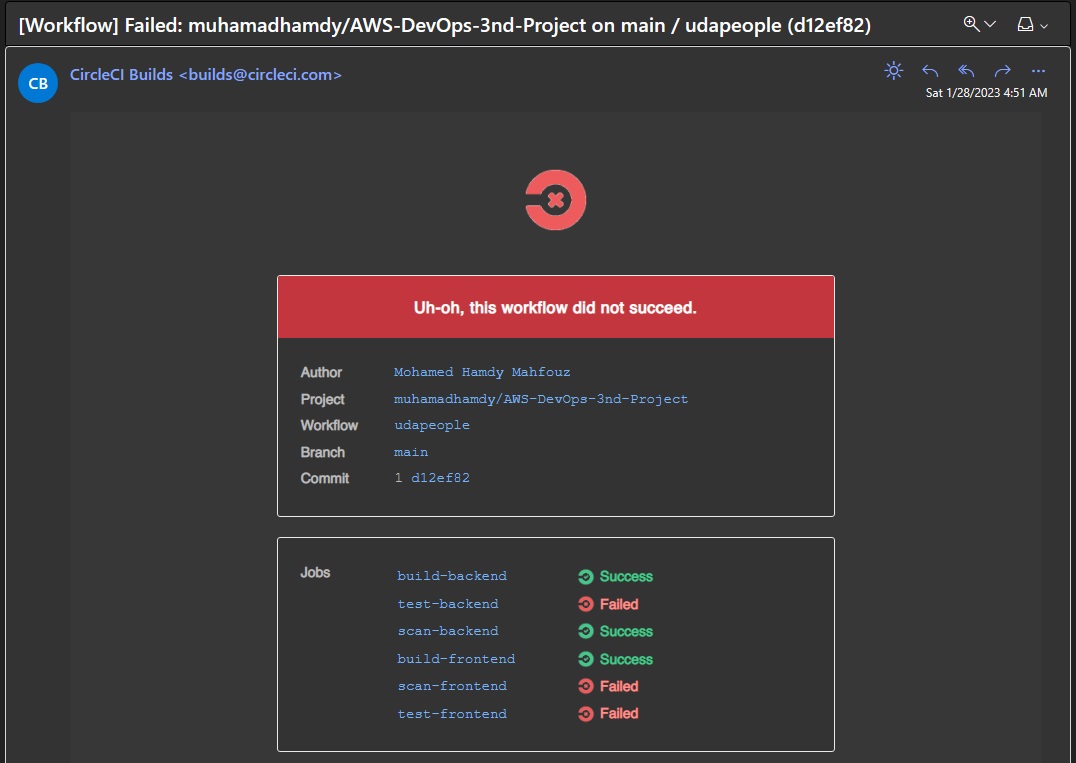 [Workflow] Failed: muhamadhamdy/AWS-DevOps-3nd-Project on main / udapeople (d12ef82)
CB
CircleCI Builds <builds@circleci.com>
Sat 1/28/2023 4:51 AM
Uh-oh, this workflow did not succeed.
Author Mohamed Hamdy Mahfouz
Project muhamadhamdy/AWS-DevOps-3nd-Project
Workflow udapeople
Branch main
Commit 1 d12ef82
Jobs build-backend Success
test-backend Failed
scan-backend Success
build-frontend Success
scan-frontend Failed
test-frontend Failed